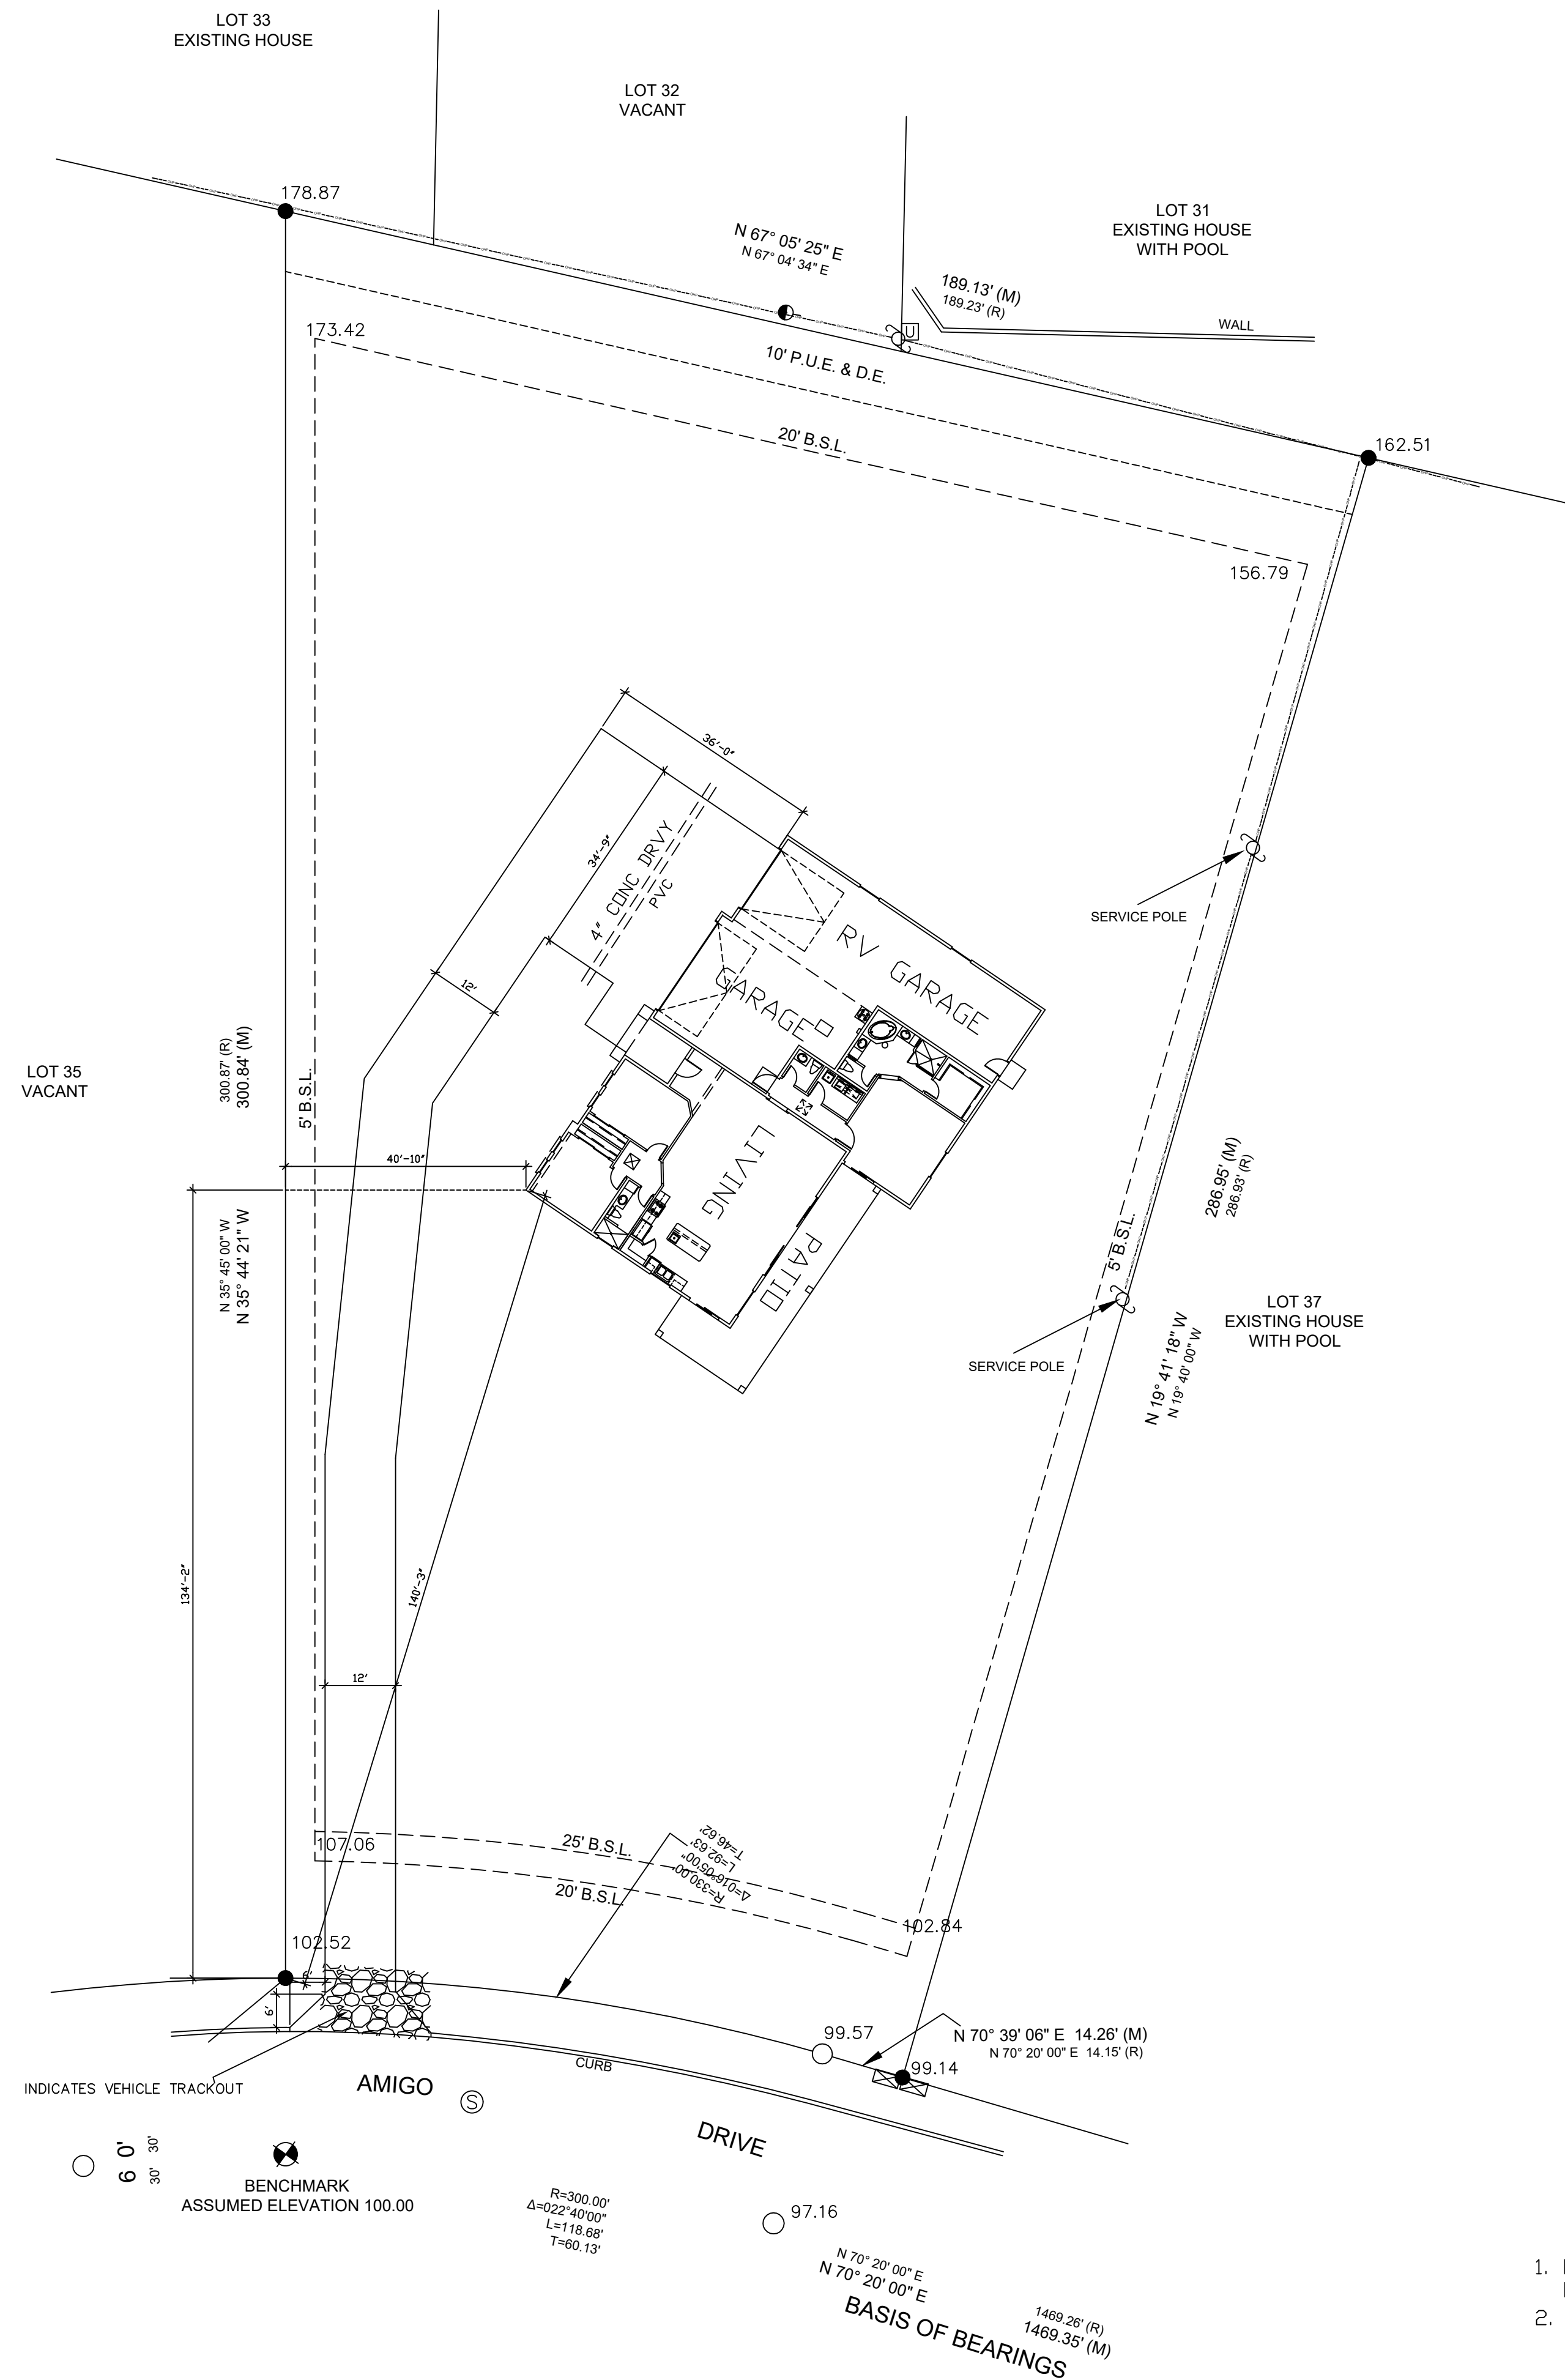 LOT 33
EXISTING HOUSE
LOT 32
VACANT
178.87
LOT 31
EXISTING HOUSE
WITH POOL
N 67° 05' 25" E
N 67° 04' 34" E
189.13' (M)
189.23' (R)
WALL
U
173.42
10' P.U.E. & D.E.
20' B.S.L.
162.51
156.79
36'-0"
34'-9"
4" CONC DRVY
PVC
RV GARAGE
GARAGE
SERVICE POLE
12'
LOT 35
VACANT
300.87' (R)
300.84' (M)
5' B.S.L.
40'-10"
LIVING
PATIO
286.95' (M)
286.93' (R)
5' B.S.L.
N 35° 45' 00" W
N 35° 44' 21" W
LOT 37
EXISTING HOUSE
WITH POOL
SERVICE POLE
N 19° 41' 18" W
N 19° 40' 00" W
134'-2"
140'-3"
12'
107.06
25' B.S.L.
20' B.S.L.
R=330.00'
Δ=016°05'00"
L=92.63'
T=46.62'
102.84
102.52
6'
6'
99.57
N 70° 39' 06" E 14.26' (M)
N 70° 20' 00" E 14.15' (R)
99.14
CURB
INDICATES VEHICLE TRACKOUT
AMIGO
S
DRIVE
6 0'
30' 30'
BENCHMARK
ASSUMED ELEVATION 100.00
R=300.00'
Δ=022°40'00"
L=118.68'
T=60.13'
97.16
N 70° 20' 00" E
N 70° 20' 00" E
BASIS OF BEARINGS
1469.26' (R)
1469.35' (M)
1.
2.